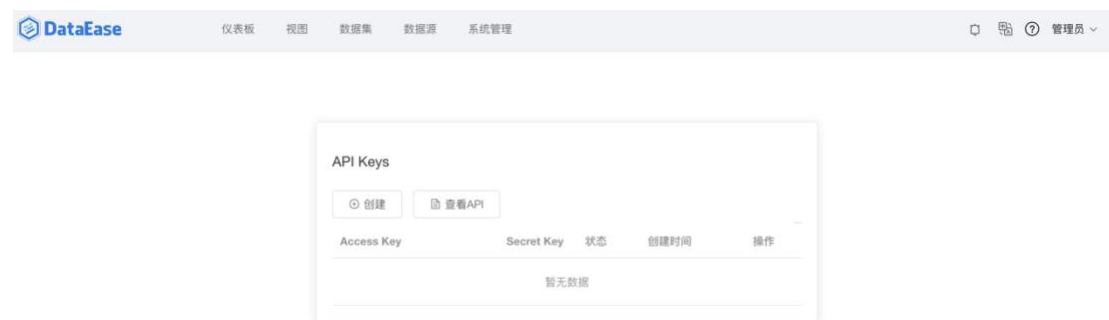 DataEase 仪表板 视图 数据集 数据源 系统管理 管理员
API Keys
创建 查看API
Access Key Secret Key 状态 创建时间 操作
暂无数据